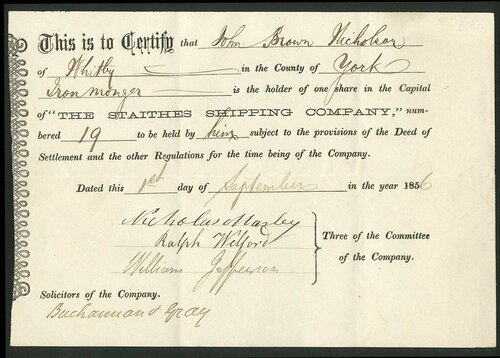 This is to Certify that John Brown Nicholson
of Whitby in the County of York
Ironmonger is the holder of one share in the Capital
of "THE STAITHES SHIPPING COMPANY," num-
bered 19 to be held by him subject to the provisions of the Deed of
Settlement and the other Regulations for the time being of the Company.
Dated this 1st day of September in the year 1856
Nicholas Marley
Ralph Welford
William Jefferson
Three of the Committee
of the Company.
Solicitors of the Company.
Buchannan & Gray